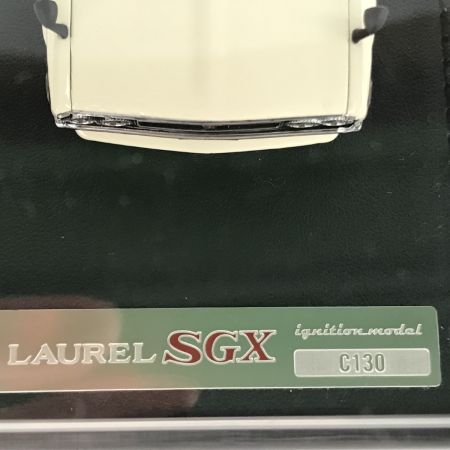 LAUREL SGX
ignition model
C130